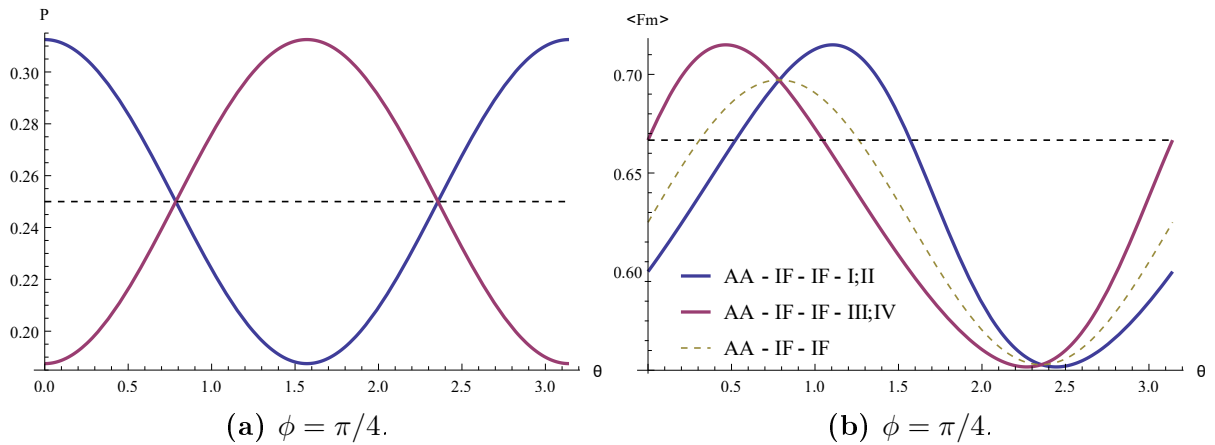 P
0.30
0.28
0.26
0.24
0.22
0.20
0.0 0.5 1.0 1.5 2.0 2.5 3.0
θ
(a) ϕ = π/4.
<Fm>
0.70
0.65
0.60
AA - IF - IF - I;II
AA - IF - IF - III;IV
AA - IF - IF
0.5 1.0 1.5 2.0 2.5 3.0
θ
(b) ϕ = π/4.